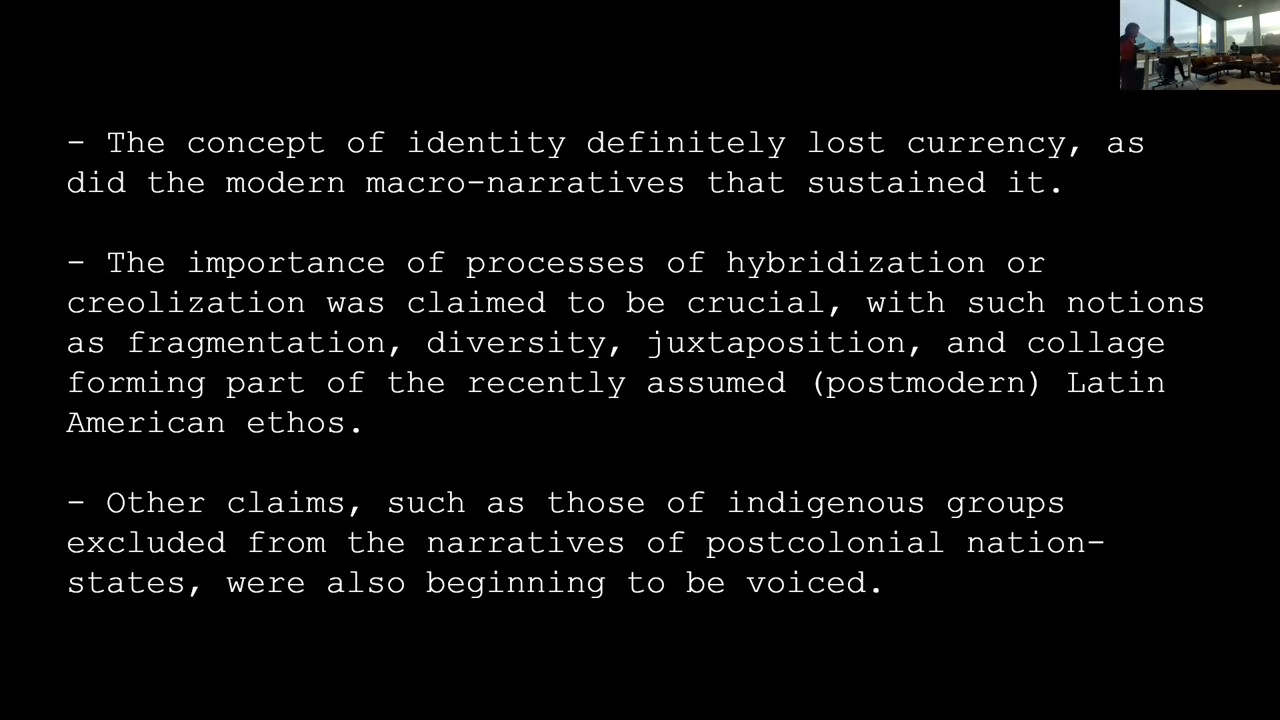 - The concept of identity definitely lost currency, as
did the modern macro-narratives that sustained it.
- The importance of processes of hybridization or
creolization was claimed to be crucial, with such notions
as fragmentation, diversity, juxtaposition, and collage
forming part of the recently assumed (postmodern) Latin
American ethos.
- Other claims, such as those of indigenous groups
excluded from the narratives of postcolonial nation-
states, were also beginning to be voiced.